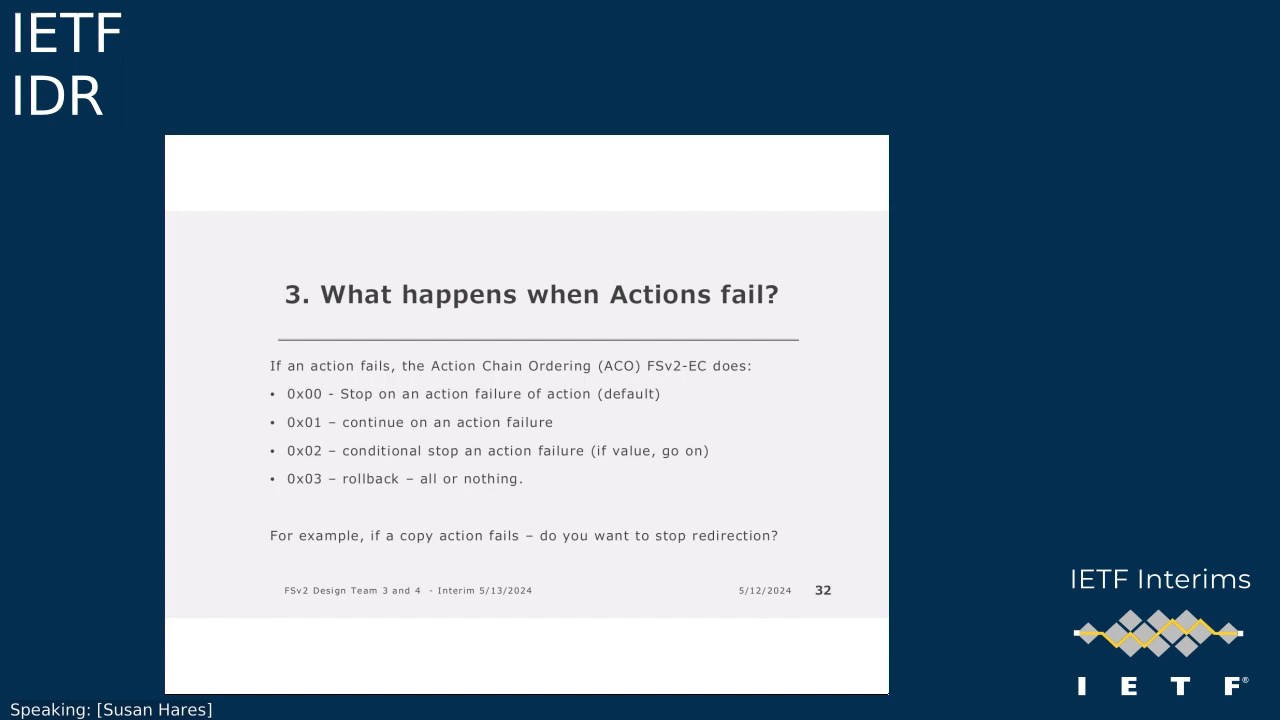 IETF
IDR
3. What happens when Actions fail?
If an action fails, the Action Chain Ordering (ACO) FSv2-EC does:
• 0x00 - Stop on an action failure of action (default)
• 0x01 – continue on an action failure
• 0x02 – conditional stop an action failure (if value, go on)
• 0x03 – rollback – all or nothing.
For example, if a copy action fails – do you want to stop redirection?
FSv2 Design Team 3 and 4 - Interim 5/13/2024 5/12/2024 32
IETF Interims
I E T F®
Speaking: [Susan Hares]